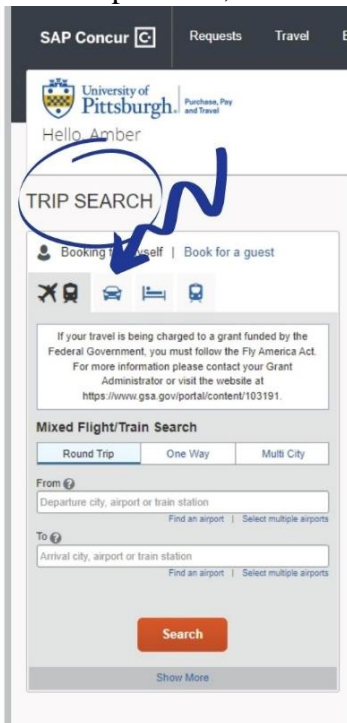 SAP Concur C Requests Travel
University of
Pittsburgh. Purchase, Pay
and Travel
Hello, Amber
TRIP SEARCH
Booking yself | Book for a guest
If your travel is being charged to a grant funded by the
Federal Government, you must follow the Fly America Act.
For more information please contact your Grant
Administrator or visit the website at
https://www.gsa.gov/portal/content/103191.
Mixed Flight/Train Search
Round Trip One Way Multi City
From ?
Departure city, airport or train station
Find an airport | Select multiple airports
To ?
Arrival city, airport or train station
Find an airport | Select multiple airports
Search
Show More